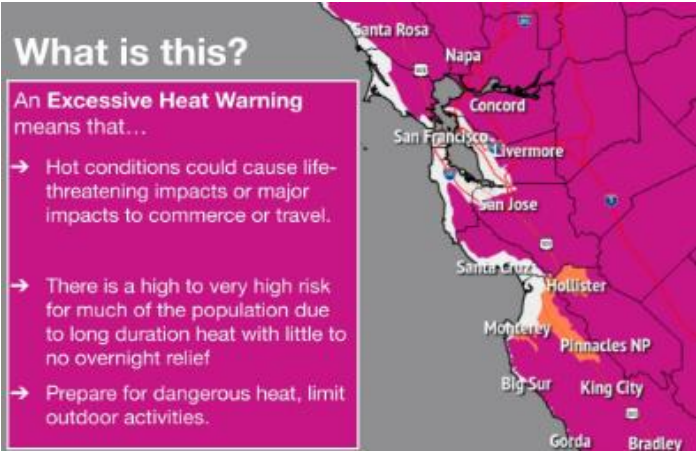 What is this?
An Excessive Heat Warning
means that...
→ Hot conditions could cause life-
threatening impacts or major
impacts to commerce or travel.
→ There is a high to very high risk
for much of the population due
to long duration heat with little to
no overnight relief
→ Prepare for dangerous heat, limit
outdoor activities.
Santa Rosa
Napa
Concord
San Francisco
Livermore
San Jose
Santa Cruz
Hollister
Monterey
Pinnacles NP
Big Sur
King City
Gorda
Bradley